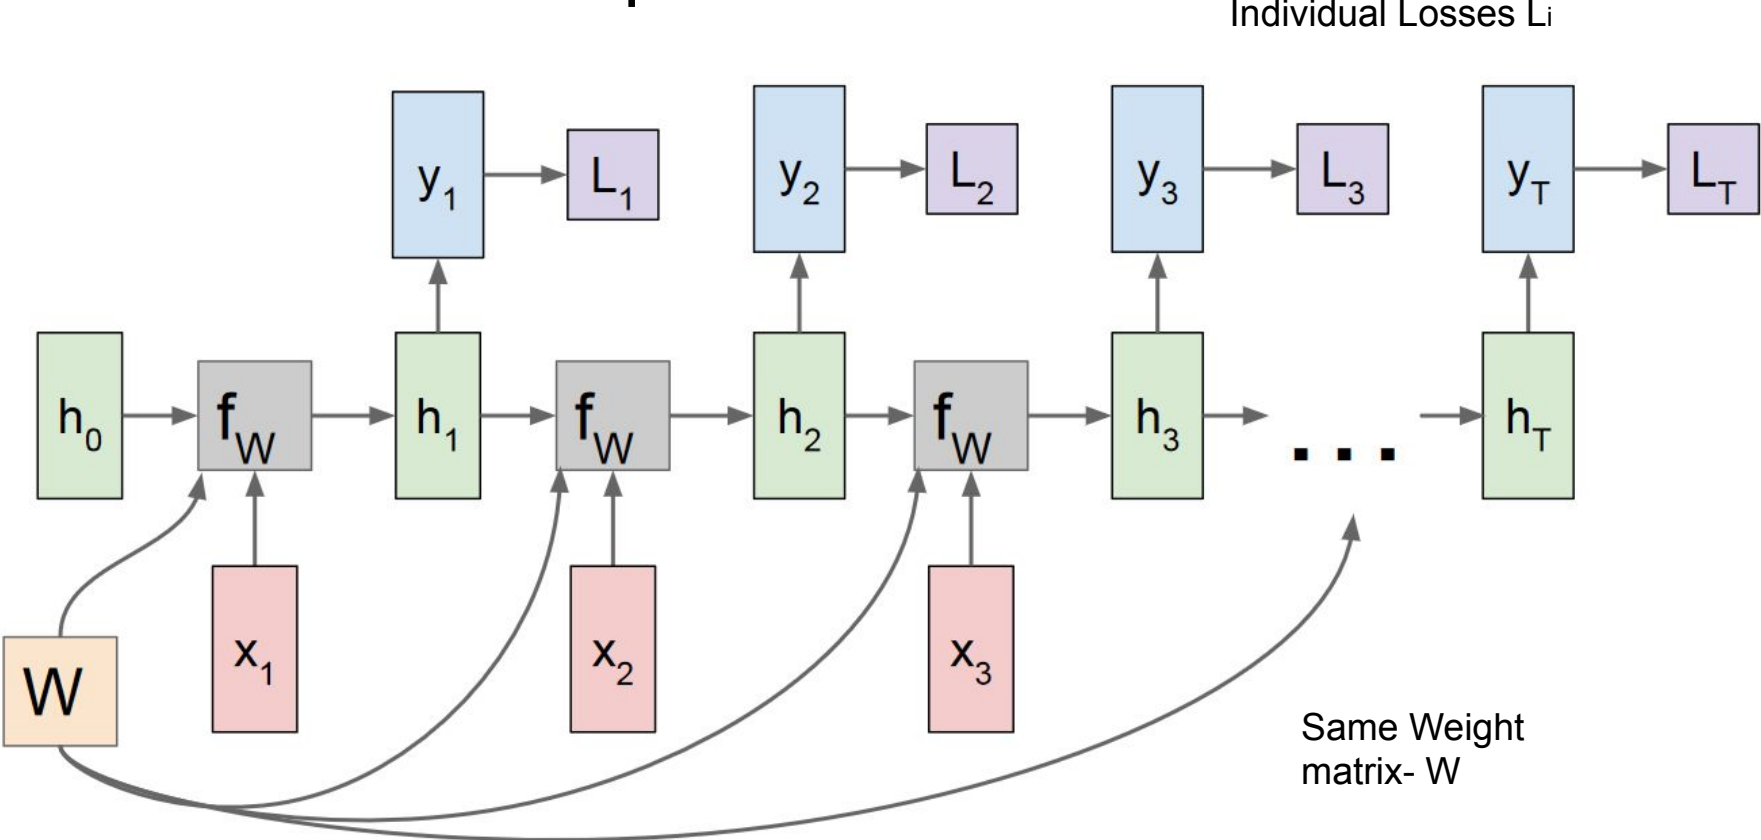 Individual Losses Li
y1
L1
y2
L2
y3
L3
yT
LT
h0
fW
h1
fW
h2
fW
h3
...
hT
x1
x2
x3
W
Same Weight
matrix- W